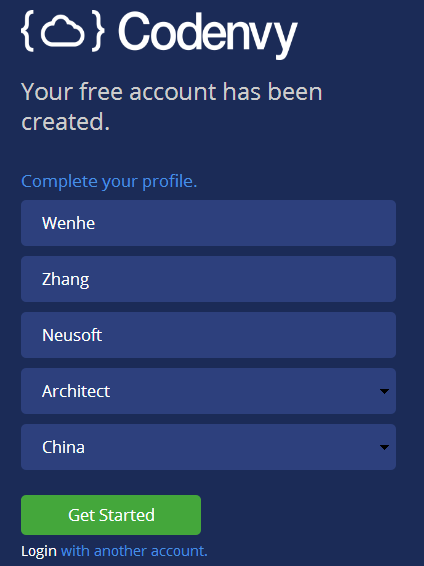 Codenvy
Your free account has been
created.
Complete your profile.
Wenhe
Zhang
Neusoft
Architect
China
Get Started
Login with another account.